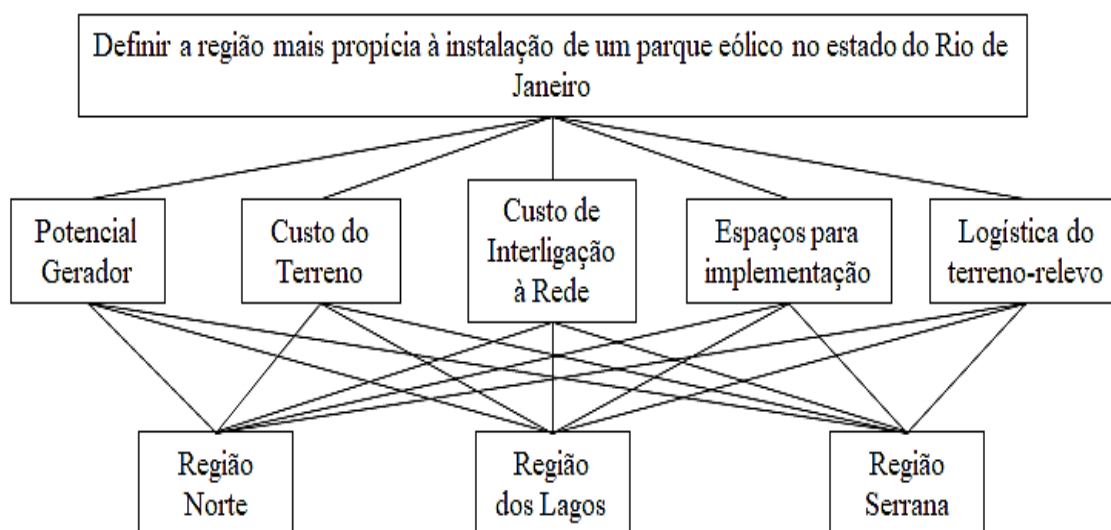 Definir a região mais propícia à instalação de um parque eólico no estado do Rio de
Janeiro
Potencial
Gerador
Custo do
Terreno
Custo de
Interligação
à Rede
Espaços para
implementação
Logística do
terreno-relevo
Região
Norte
Região
dos Lagos
Região
Serrana